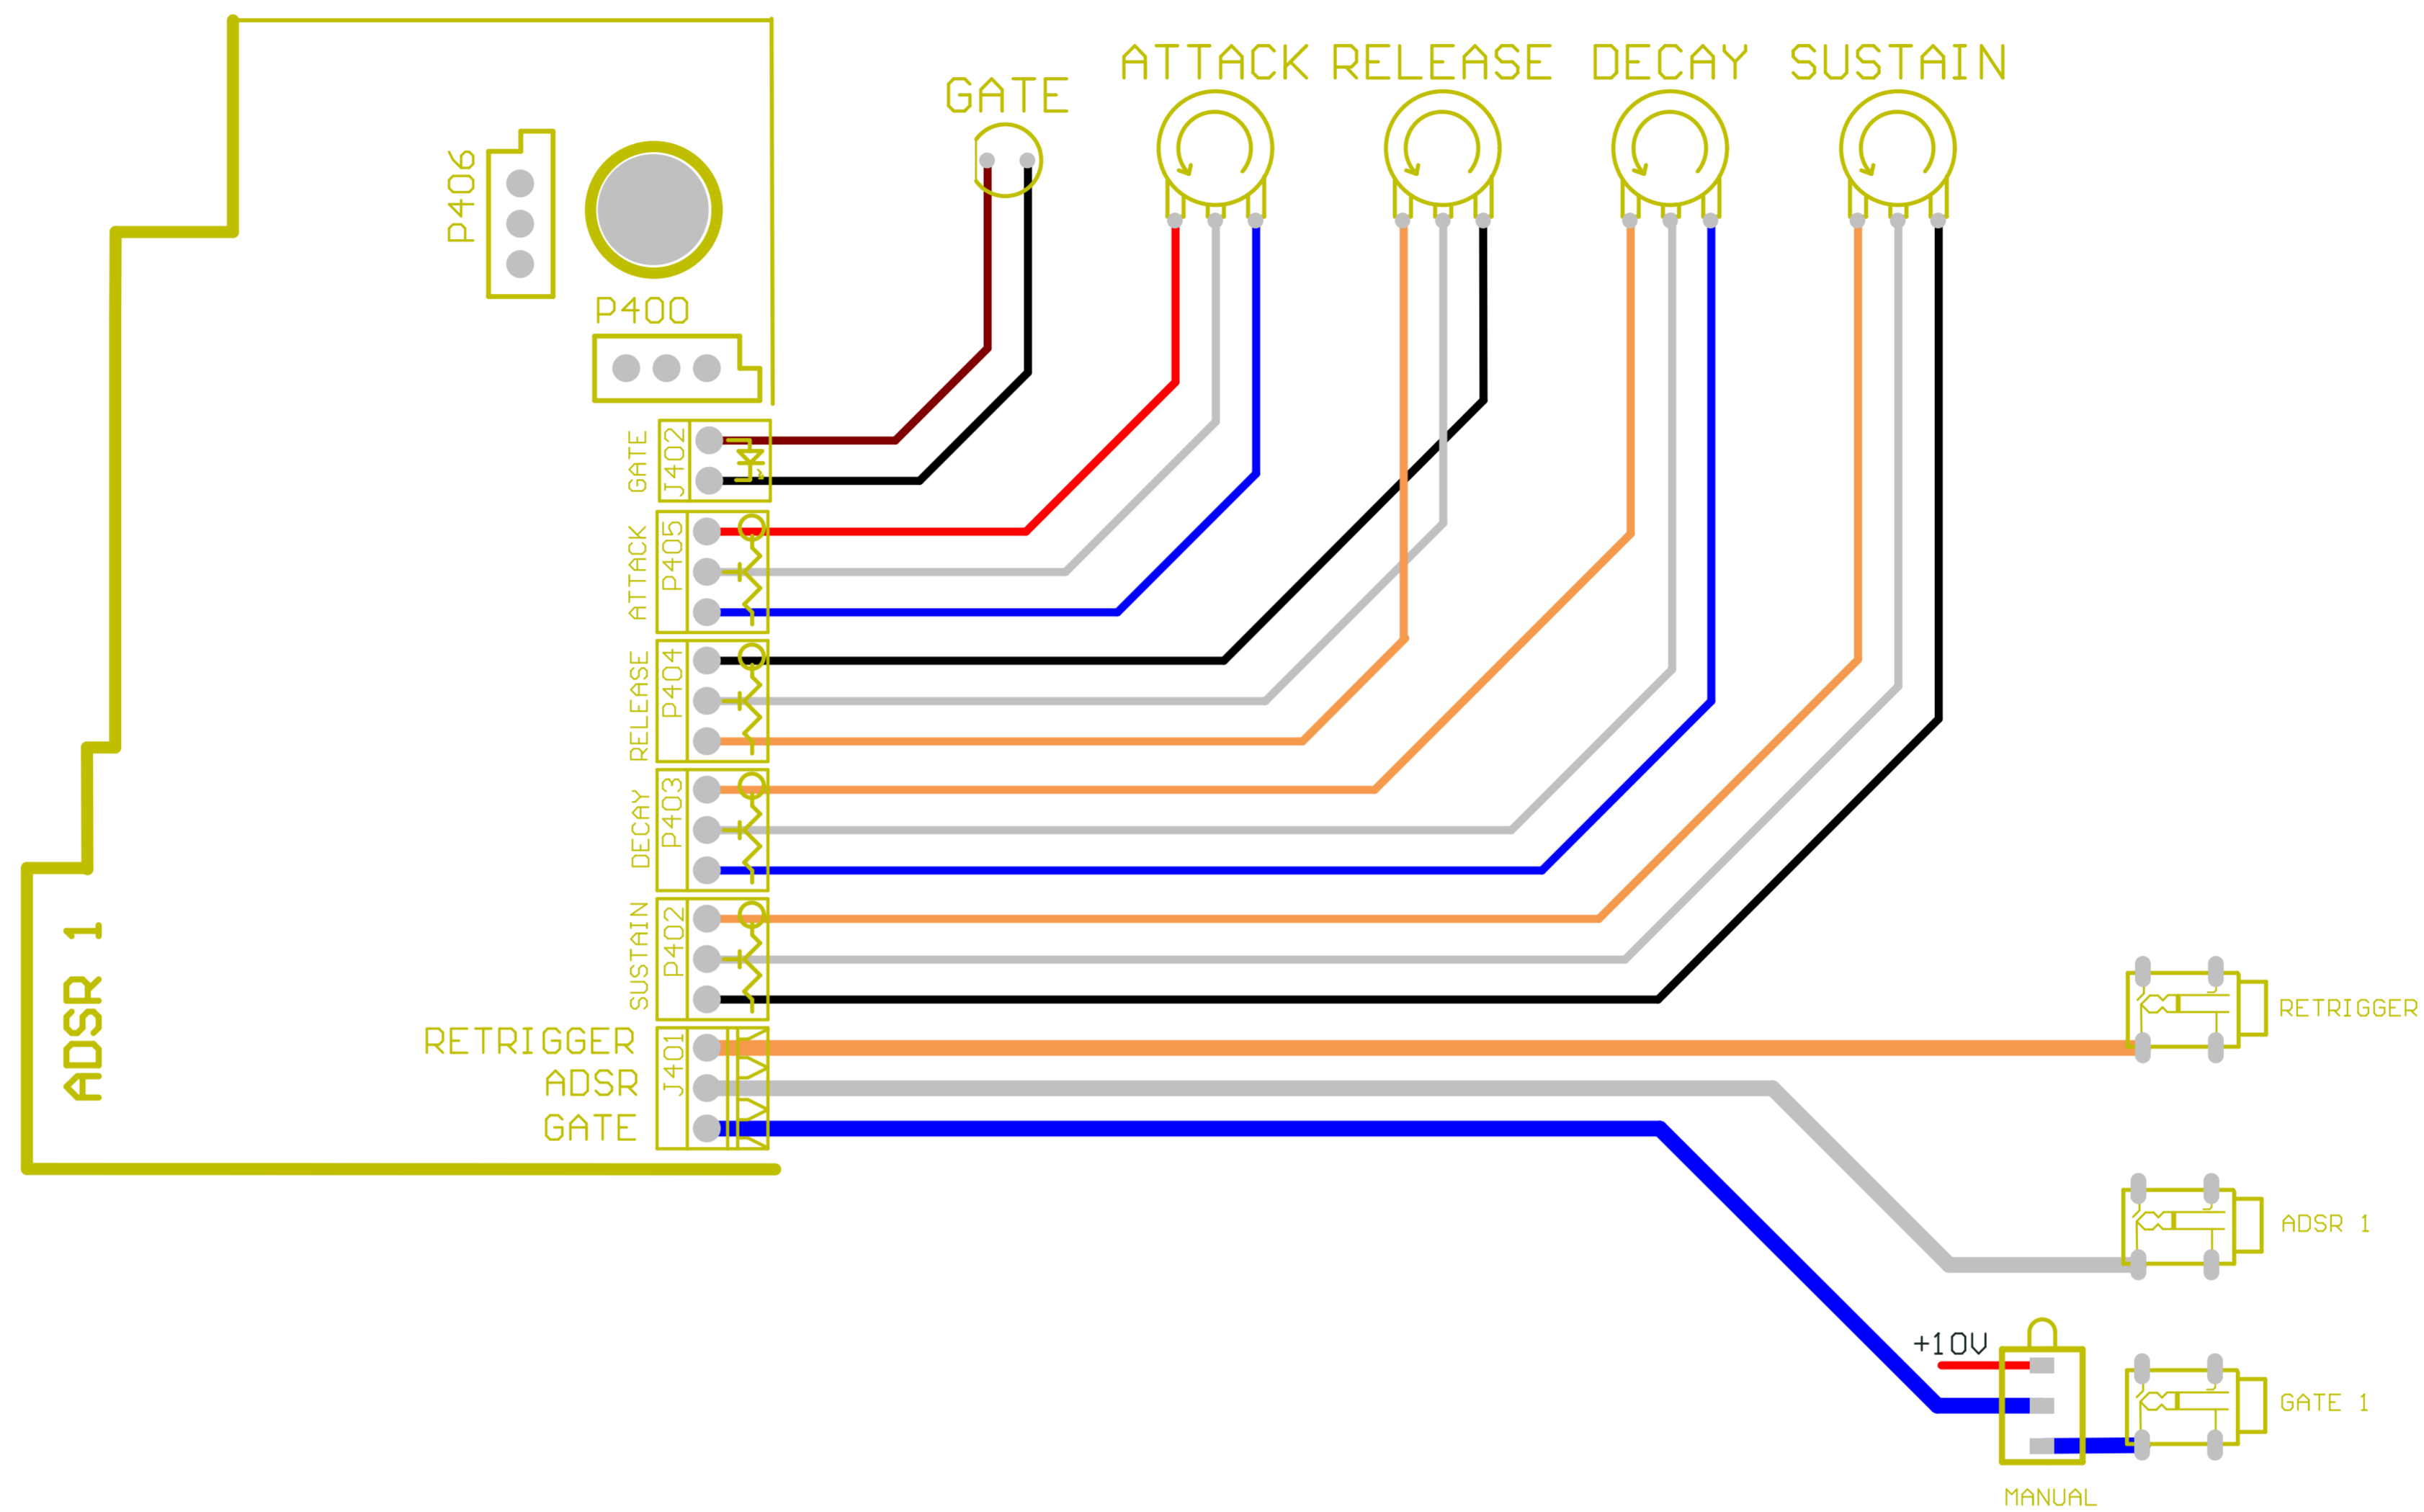 ATTACK RELEASE DECAY SUSTAIN
GATE
P406
P400
GATE J402
ATTACK P405
RELEASE P404
DECAY P403
SUSTAIN P402
ADSR 1
RETRIGGER
ADSR
GATE
J401
RETRIGGER
ADSR 1
+10V
GATE 1
MANUAL